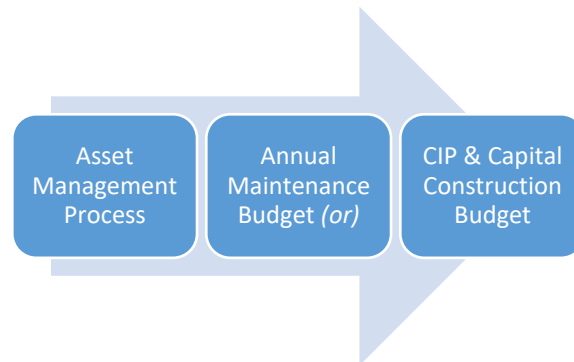 Asset
Management
Process
Annual
Maintenance
Budget (or)
CIP & Capital
Construction
Budget